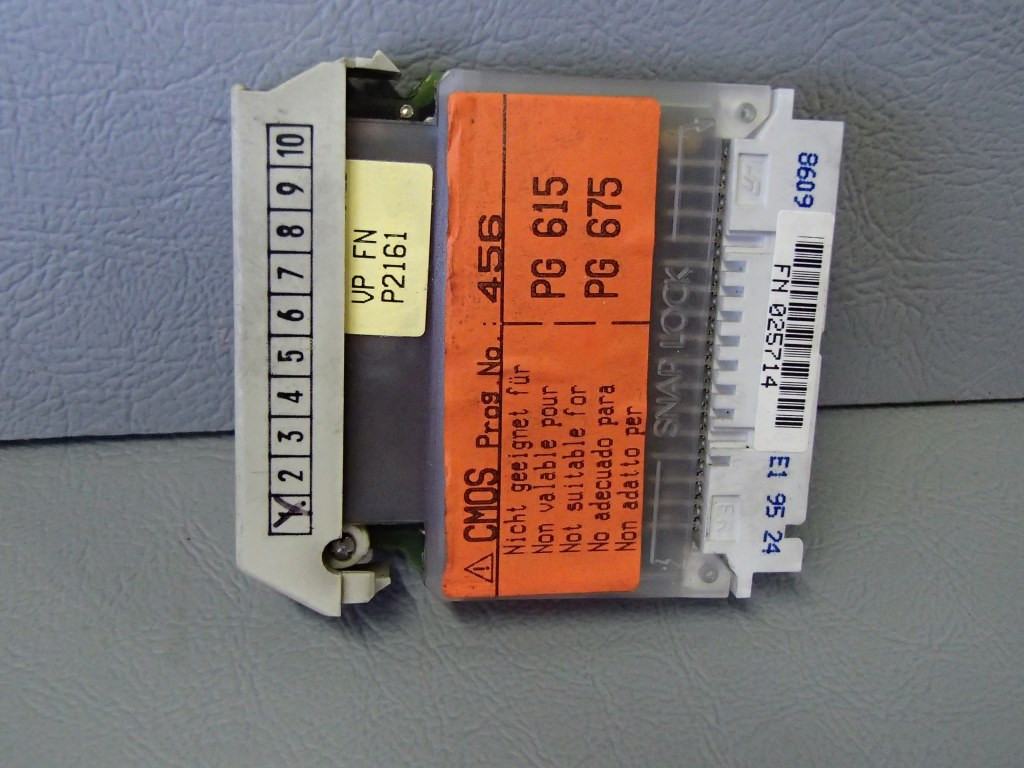 1 2 3 4 5 6 7 8 9 10
VP FN
P2161
⚠ CMOS Prog.No.: 456
Nicht geeignet für
Non valable pour
Not suitable for
No adecuado para
Non adatto per
PG 615
PG 675
SNAP LOCK
8609
E1 95 24
FN 025714